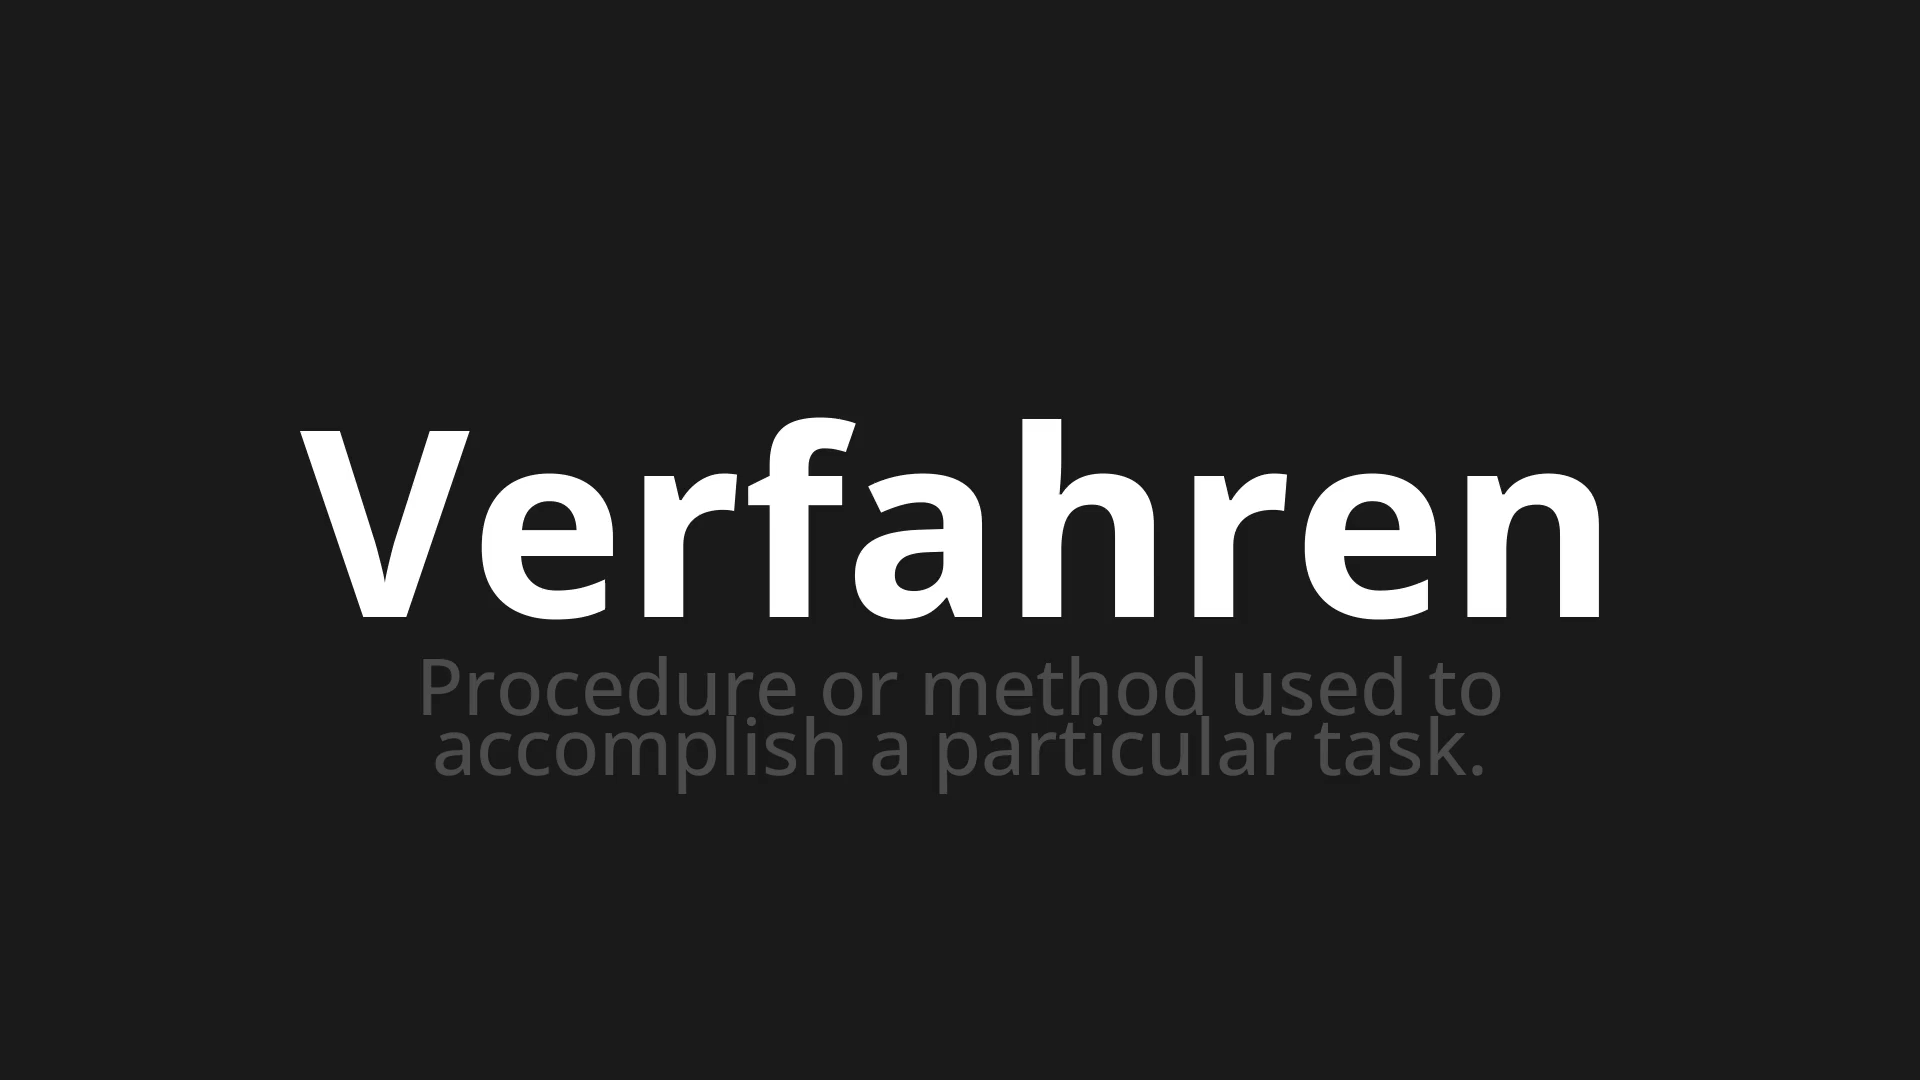 Verfahren
Procedure or method used to
accomplish a particular task.